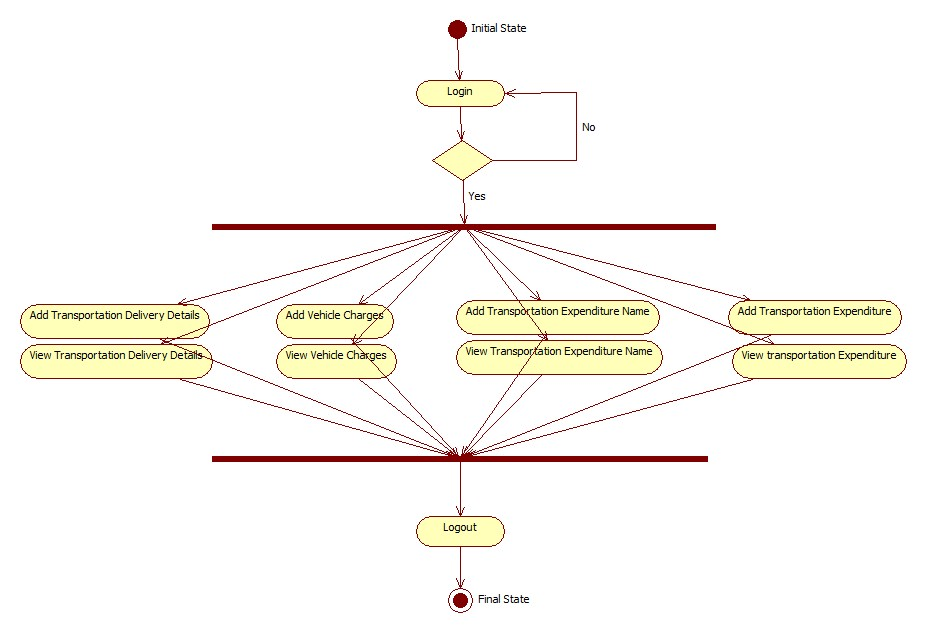 Initial State
Login
No
Yes
Add Transportation Delivery Details
Add Vehicle Charges
Add Transportation Expenditure Name
Add Transportation Expenditure
View Transportation Delivery Details
View Vehicle Charges
View Transportation Expenditure Name
View transportation Expenditure
Logout
Final State